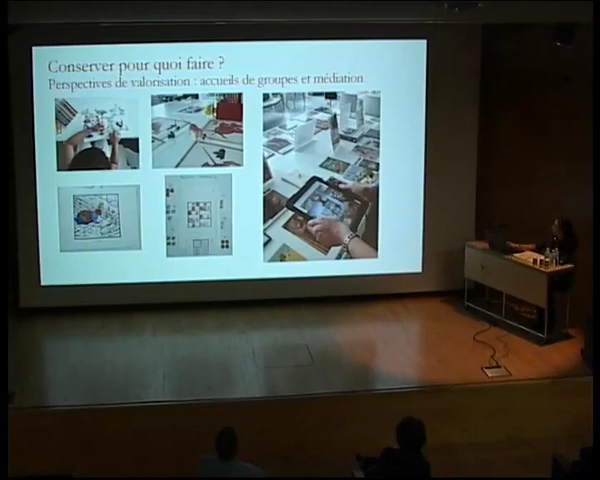 Conserver pour quoi faire ?
Perspectives de valorisation : accueils de groupes et médiation